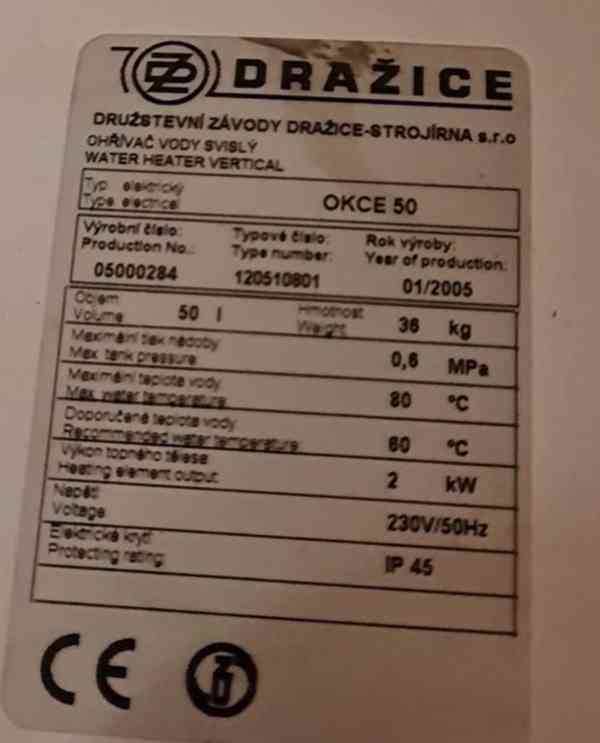 DZ DRAŽICE
DRUŽSTEVNÍ ZÁVODY DRAŽICE-STROJÍRNA s.r.o
OHŘÍVAČ VODY SVISLÝ
WATER HEATER VERTICAL
Typ elektrický
Type electrical
OKCE 50
Výrobní číslo: Typové číslo: Rok výroby:
Production No.: Type number: Year of production:
05000284 120510801 01/2005
Objem Hmotnost
Volume 50 l Weight 36 kg
Maximální tlak nádoby
Max. tank pressure 0,6 MPa
Maximální teplota vody
Max. water temperature 80 °C
Doporučená teplota vody
Recommended water temperature 60 °C
Výkon topného tělesa
Heating element output 2 kW
Napětí
Voltage 230V/50Hz
Elektrické krytí
Protecting rating: IP 45
CE